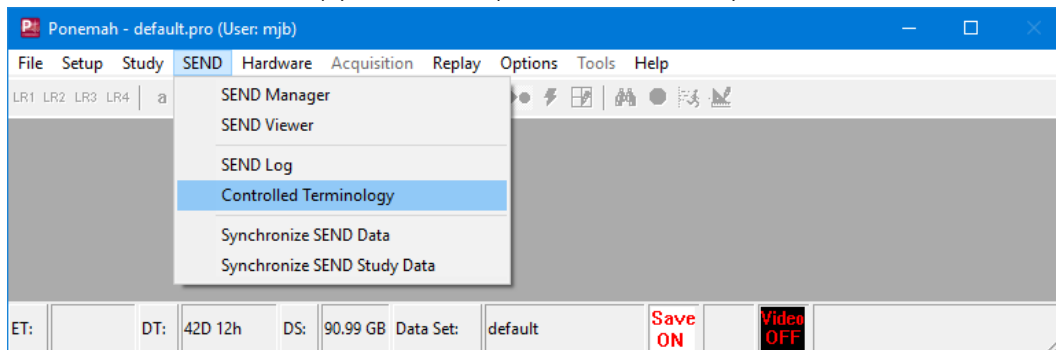 Ponemah - default.pro (User: mjb)
File Setup Study SEND Hardware Acquisition Replay Options Tools Help
LR1 LR2 LR3 LR4 a
SEND Manager
SEND Viewer
SEND Log
Controlled Terminology
Synchronize SEND Data
Synchronize SEND Study Data
ET: DT: 42D 12h DS: 90.99 GB Data Set: default Save ON Video OFF